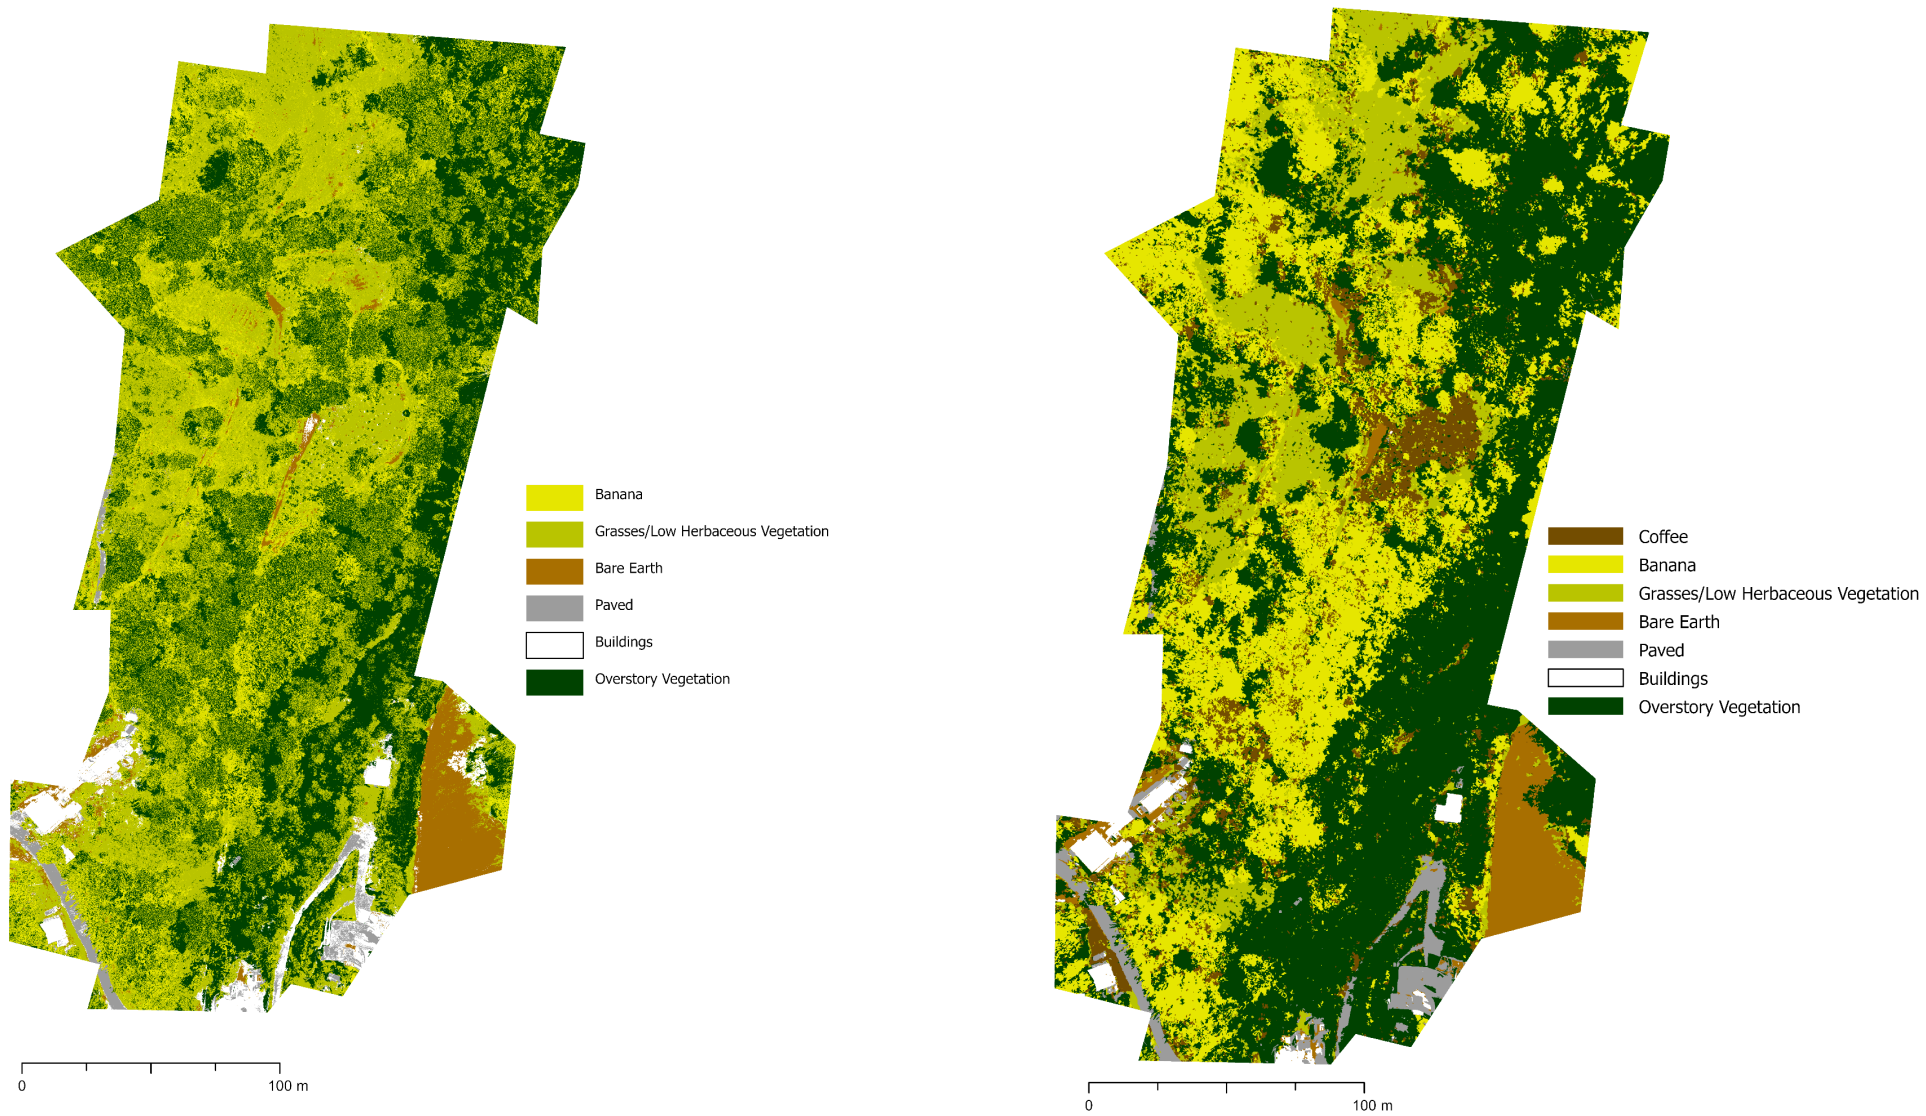 Banana
Grasses/Low Herbaceous Vegetation
Bare Earth
Paved
Buildings
Overstory Vegetation
0
100 m
Coffee
Banana
Grasses/Low Herbaceous Vegetation
Bare Earth
Paved
Buildings
Overstory Vegetation
0
100 m